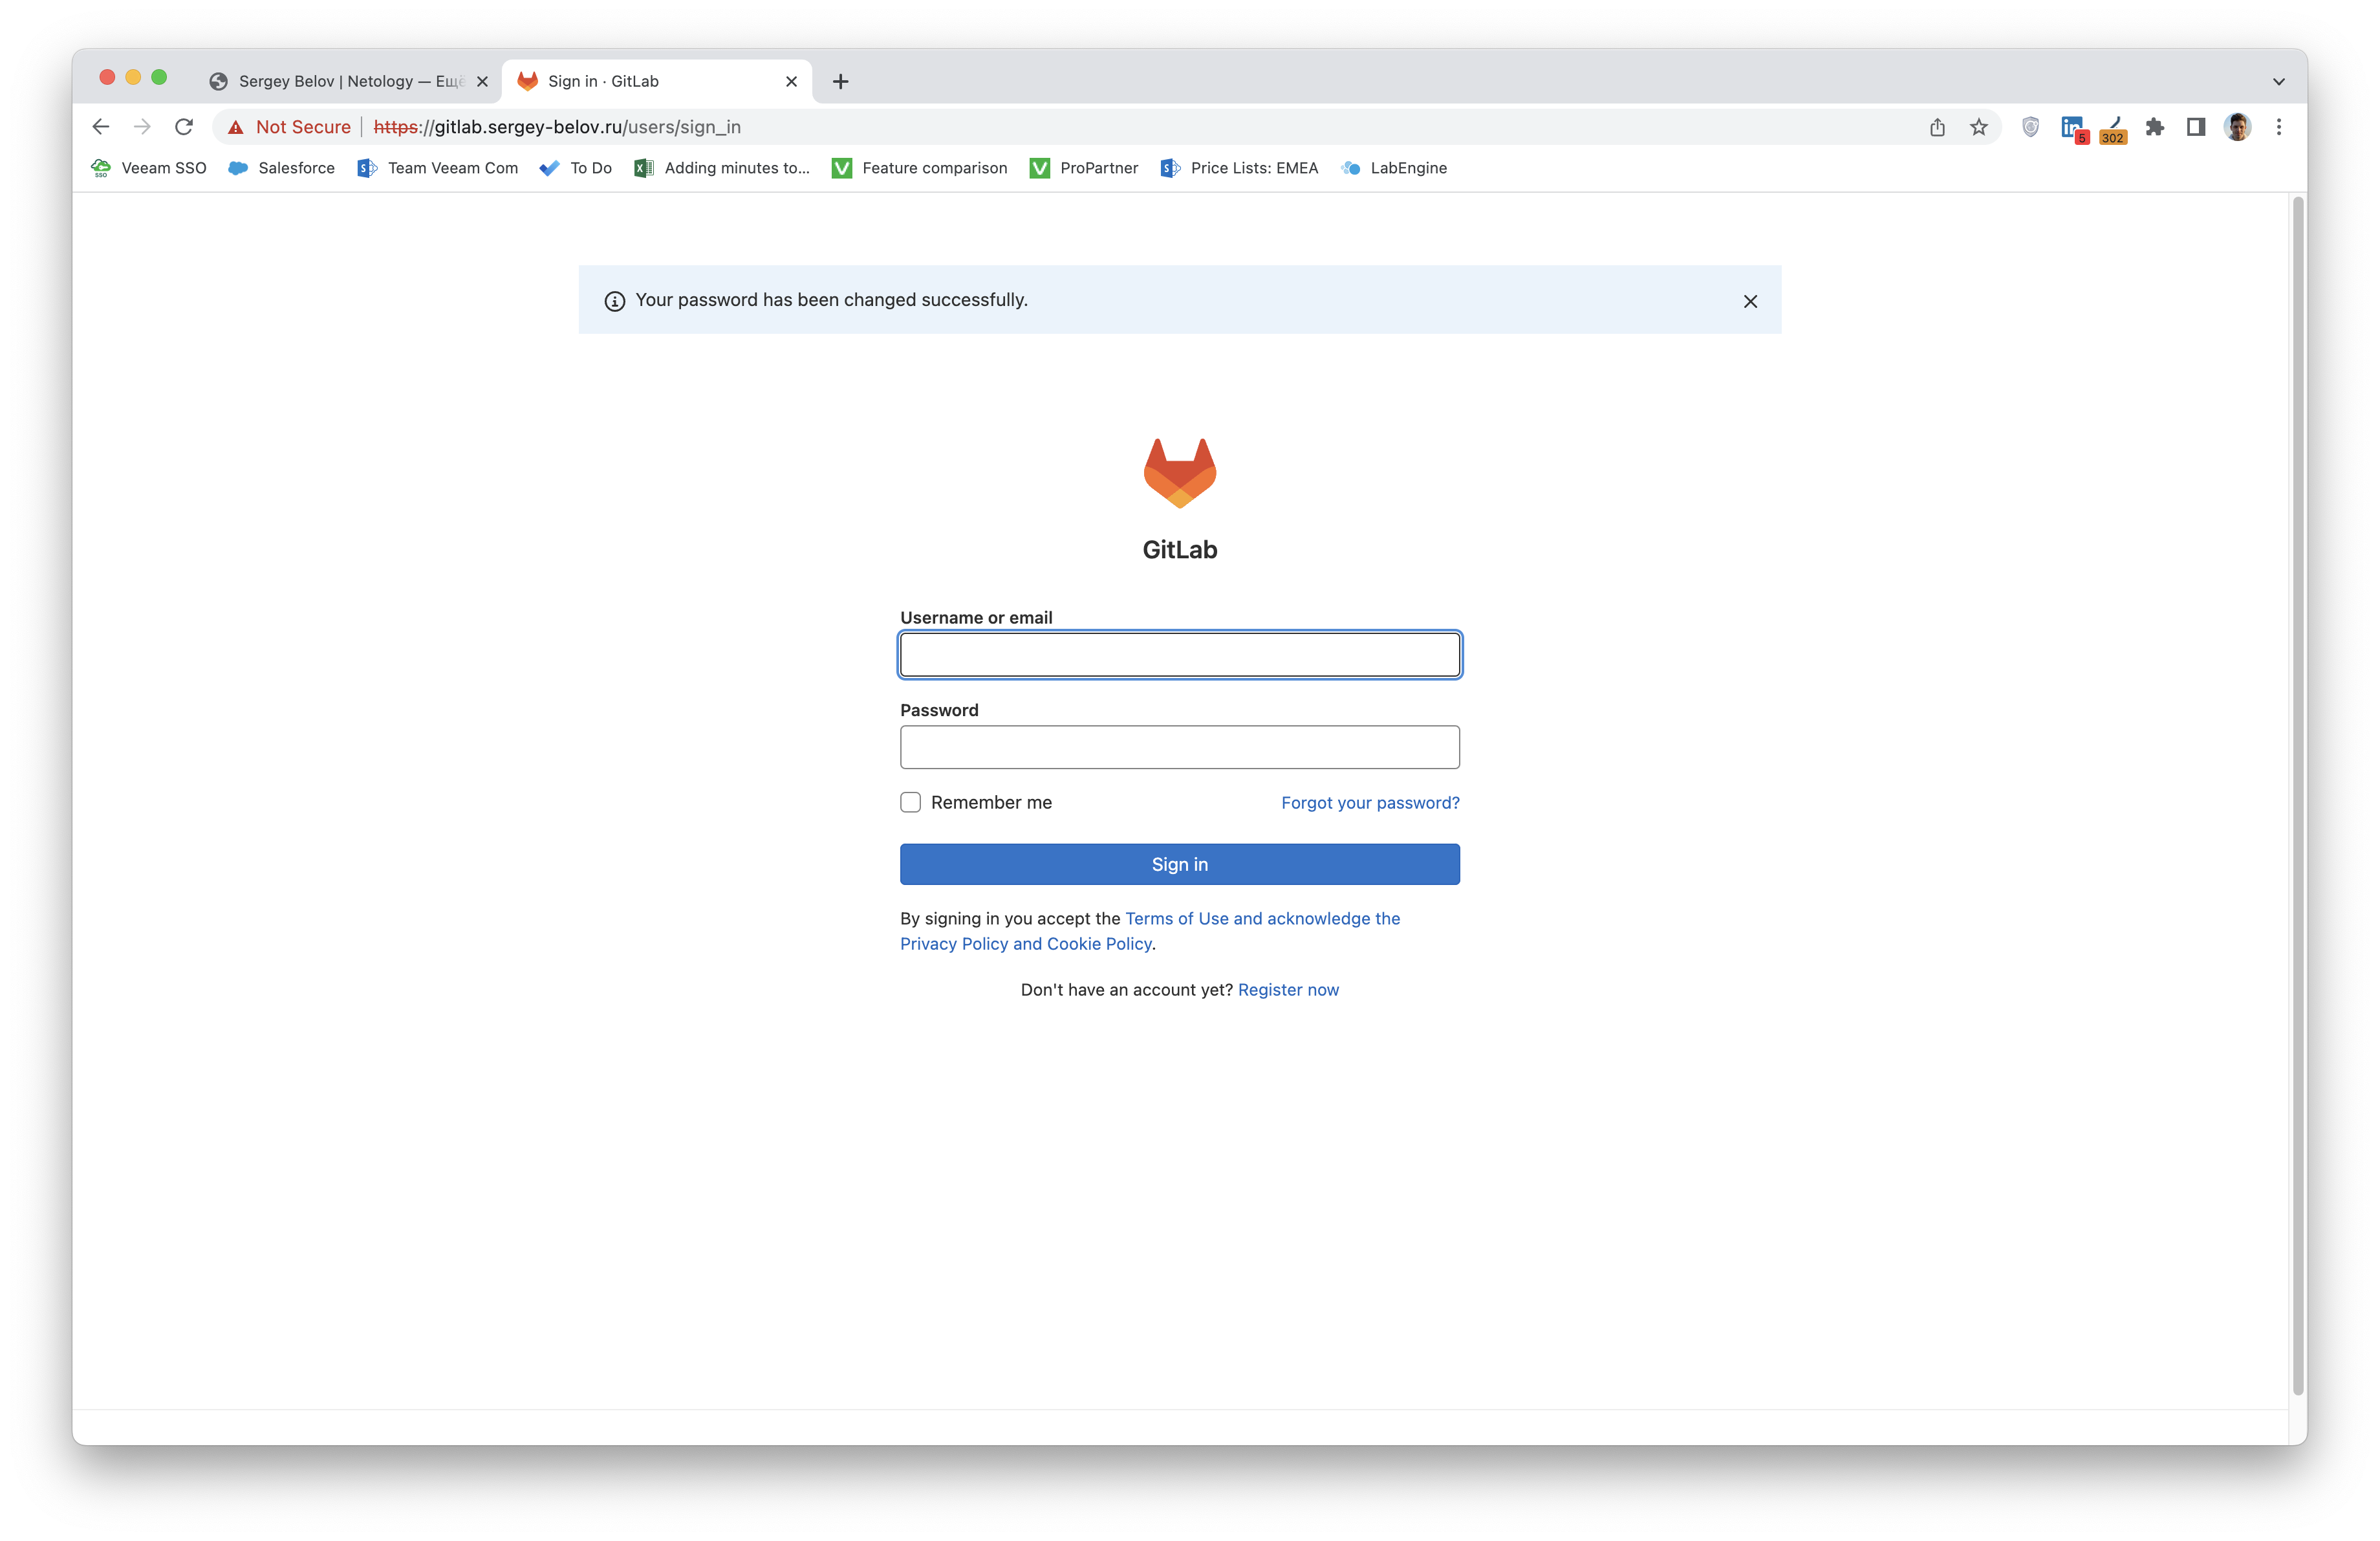 Sergey Belov | Netology — Ещё
Sign in · GitLab
Not Secure
https://gitlab.sergey-belov.ru/users/sign_in
5
302
SSO
Veeam SSO
Salesforce
Team Veeam Com
To Do
Adding minutes to...
Feature comparison
ProPartner
Price Lists: EMEA
LabEngine
Your password has been changed successfully.
GitLab
Username or email
Password
Remember me
Forgot your password?
Sign in
By signing in you accept the Terms of Use and acknowledge the
Privacy Policy and Cookie Policy.
Don't have an account yet? Register now